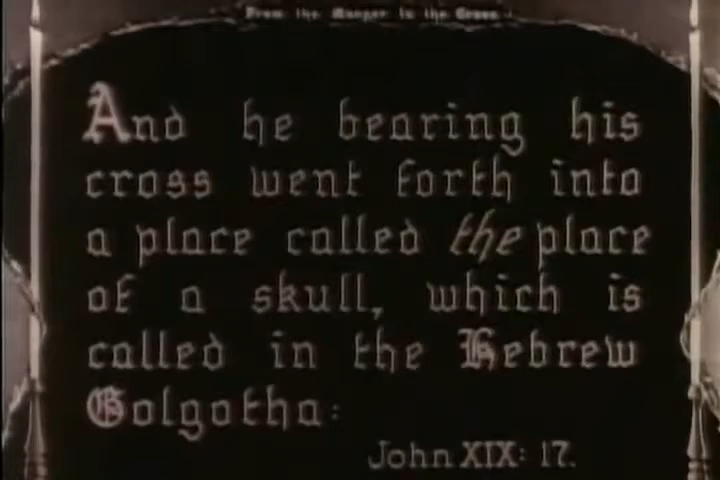 From the Manger to the Cross
And he bearing his
cross went forth into
a place called the place
of a skull, which is
called in the Hebrew
Golgotha:
John XIX: 17.